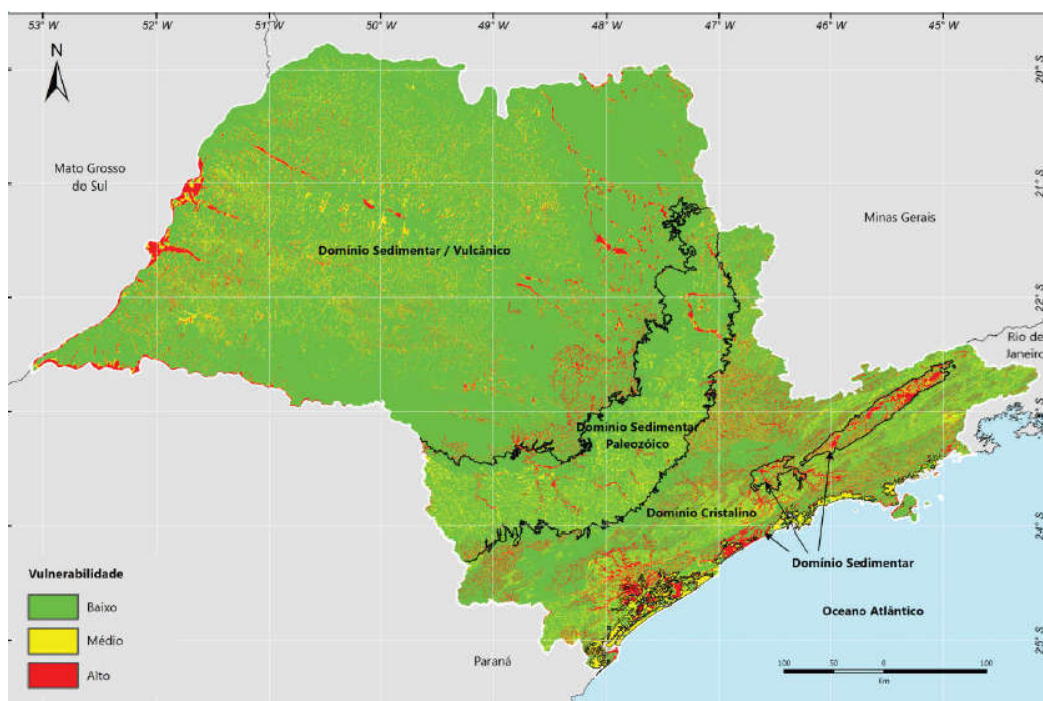 53° W
52° W
51° W
50° W
49° W
48° W
47° W
46° W
45° W
N
20° S
Mato Grosso
do Sul
21° S
Minas Gerais
Domínio Sedimentar / Vulcânico
22° S
Rio de
Janeiro
3° S
Domínio Sedimentar
Paleozóico
Domínio Cristalino
24° S
Domínio Sedimentar
Vulnerabilidade
Baixo
Médio
Alto
Oceano Atlântico
25° S
Paraná
100
50
0
100
Km